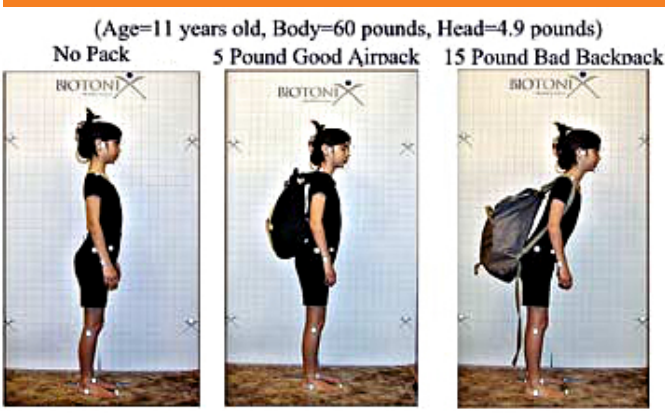 (Age=11 years old, Body=60 pounds, Head=4.9 pounds)
No Pack
5 Pound Good Airpack
15 Pound Bad Backpack
BIOTONIX
BIOTONIX
BIOTONIX